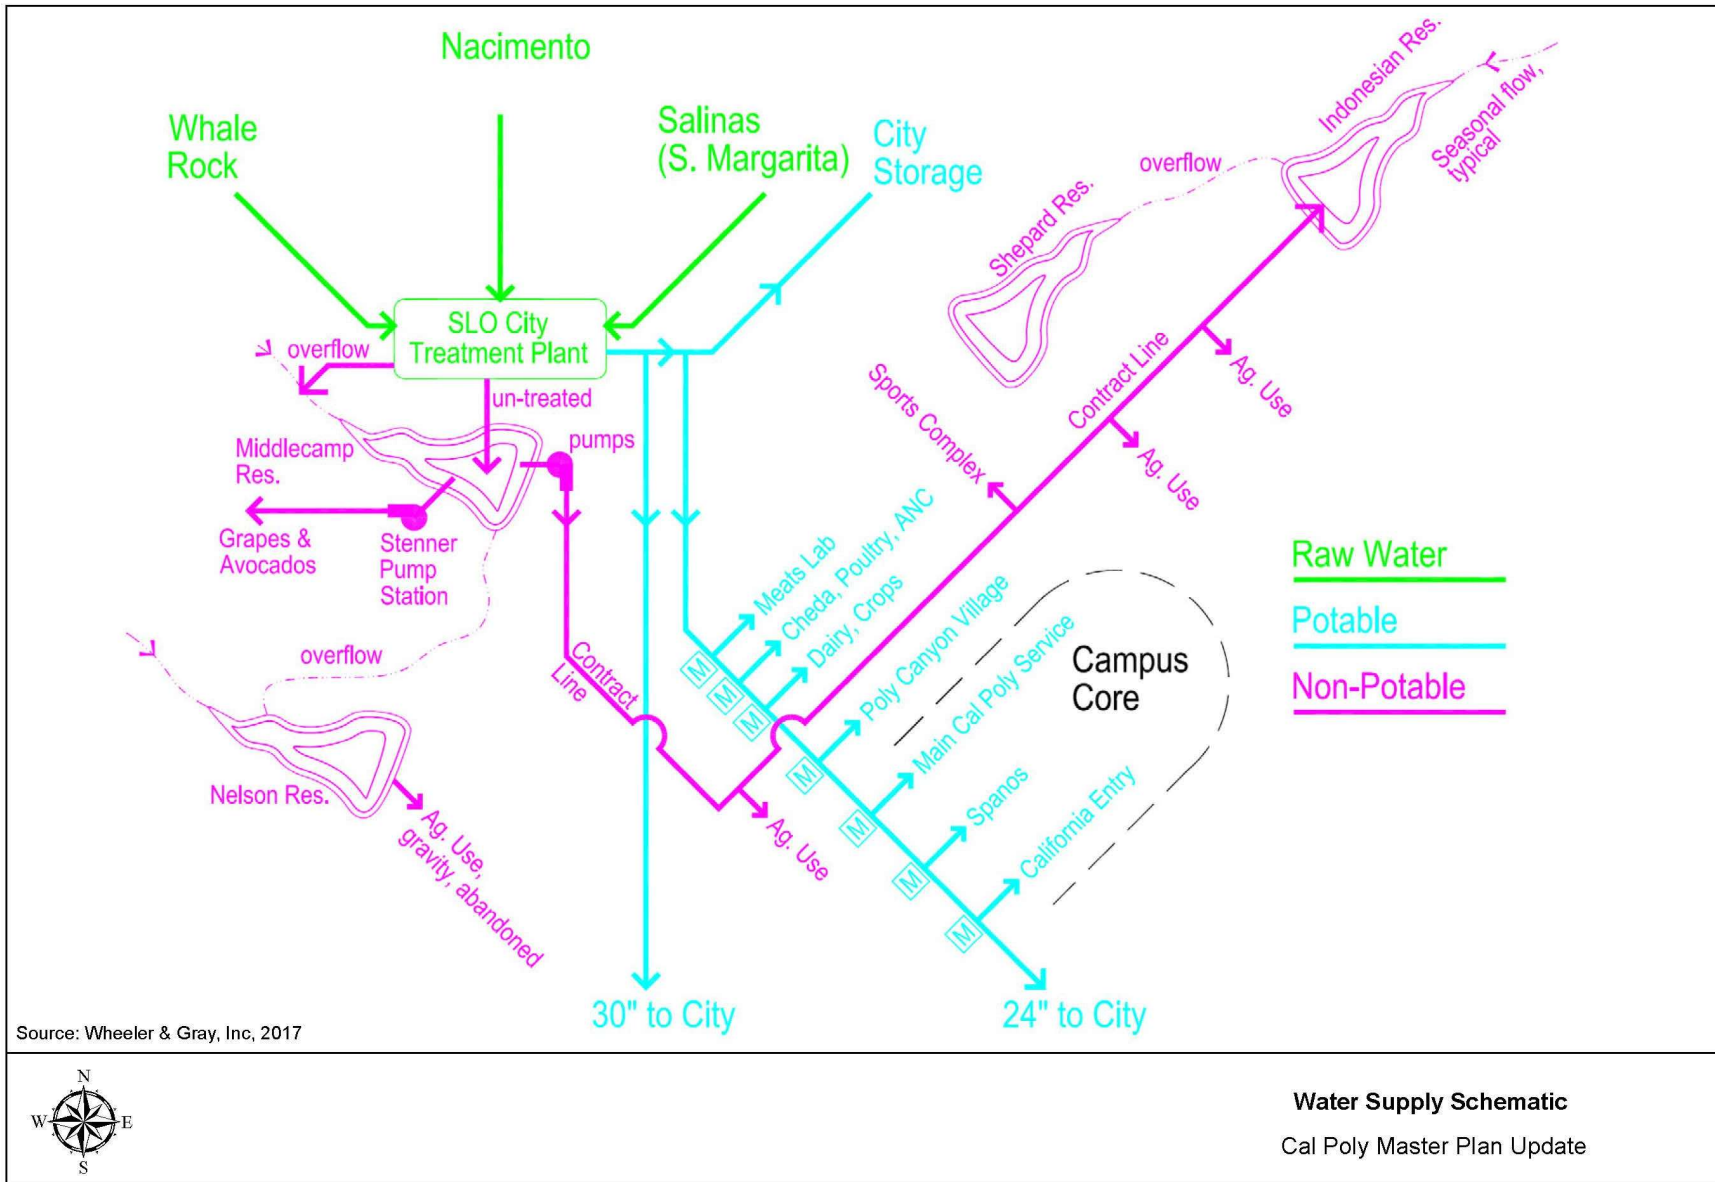 Nacimento
Whale
Rock
Salinas
(S. Margarita)
City
Storage
Indonesian Res.
Seasonal flow,
typical
overflow
Shepard Res.
SLO City
Treatment Plant
overflow
un-treated
pumps
Middlecamp
Res.
Grapes &
Avocados
Stenner
Pump
Station
overflow
Nelson Res.
Ag. Use,
gravity, abandoned
Contract
Line
Ag. Use
Sports Complex
Contract Line
Ag. Use
Ag. Use
Meats Lab
Cheda, Poultry, ANC
Dairy, Crops
Poly Canyon Village
Main Cal Poly Service
Spanos
California Entry
M
M
M
M
M
M
M
Campus
Core
Raw Water
Potable
Non-Potable
30" to City
24" to City
Source: Wheeler & Gray, Inc, 2017
N
W
E
S
Water Supply Schematic
Cal Poly Master Plan Update